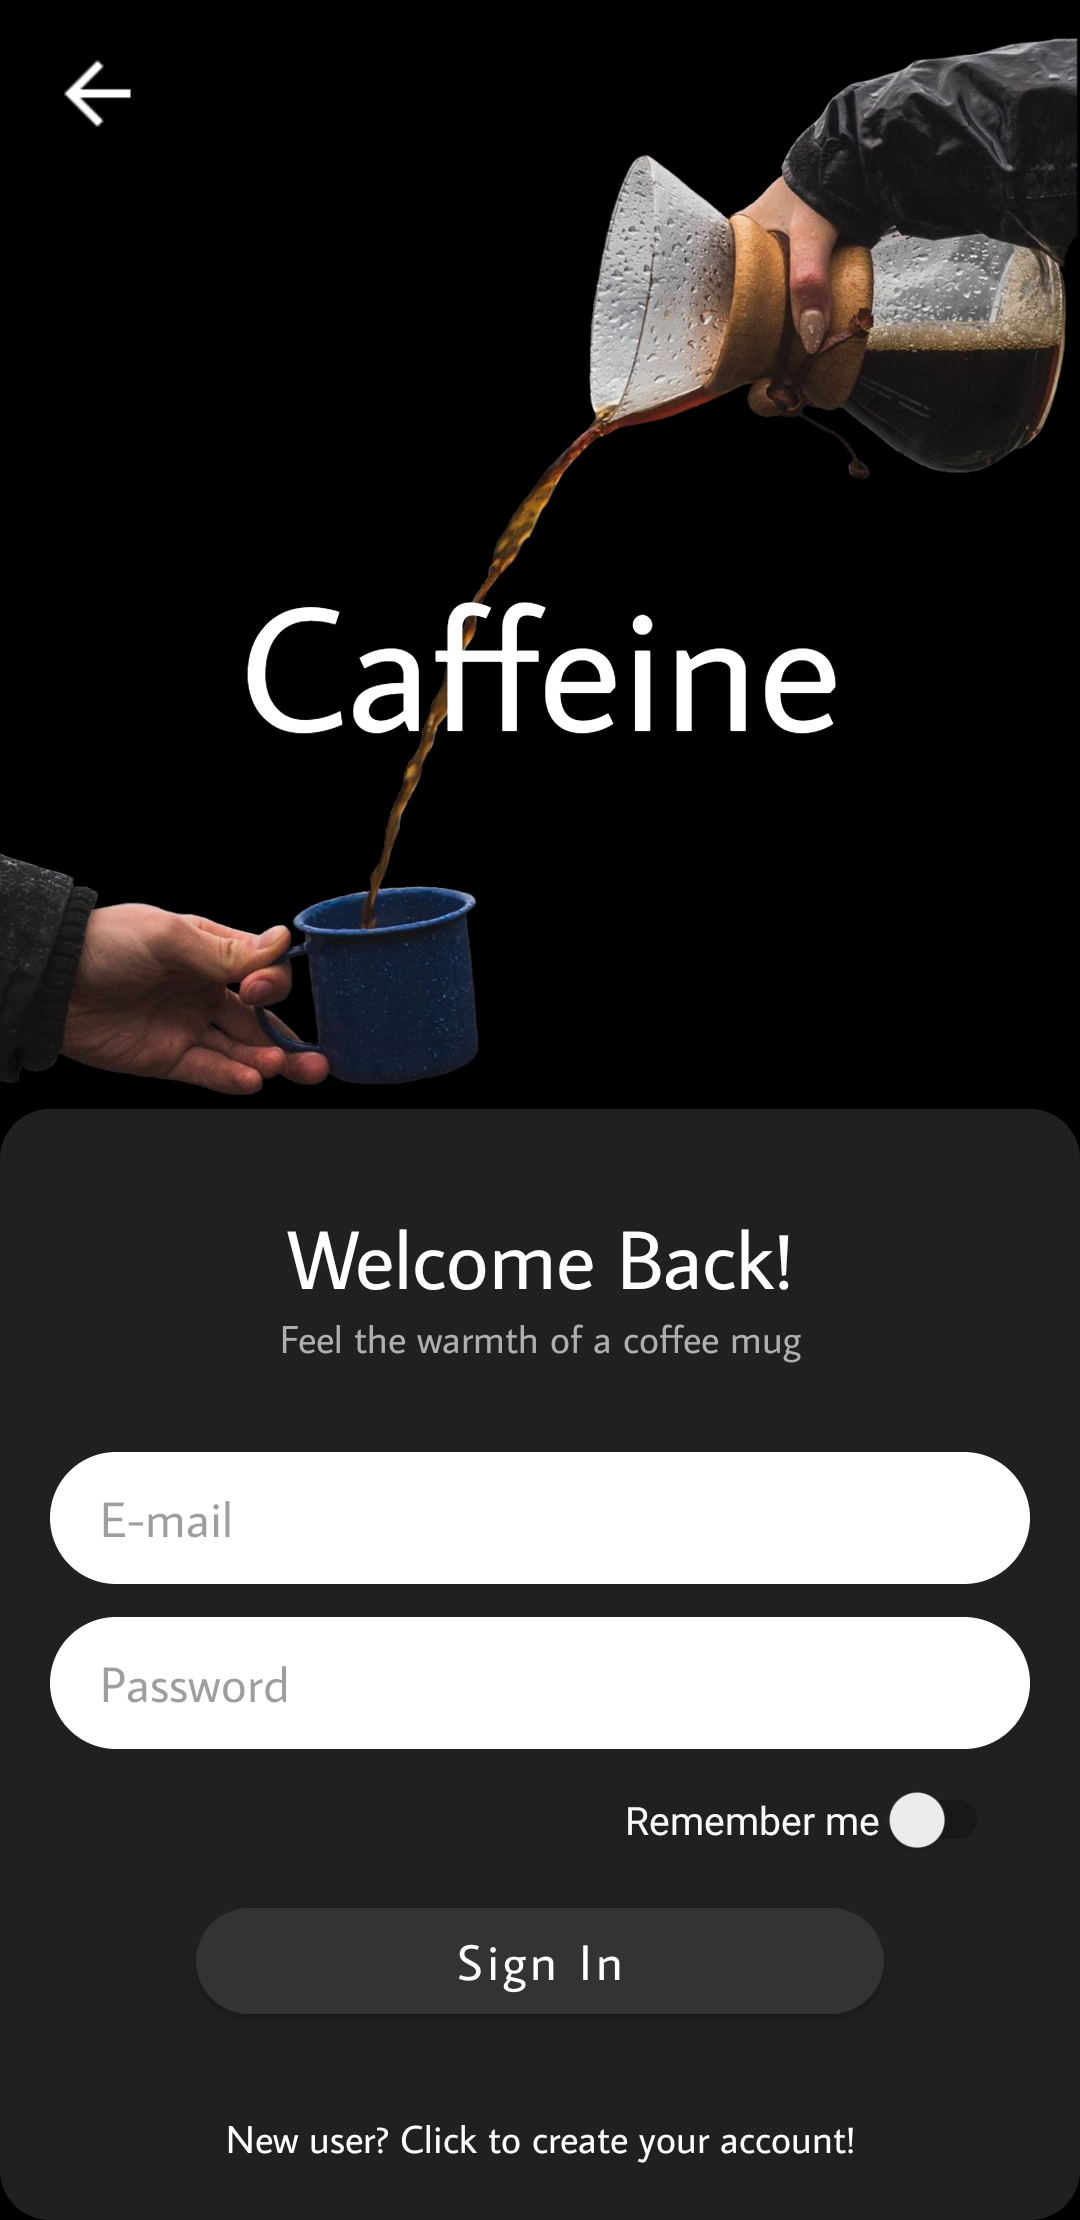 Caffeine
Welcome Back!
Feel the warmth of a coffee mug
E-mail
Password
Remember me
Sign In
New user? Click to create your account!